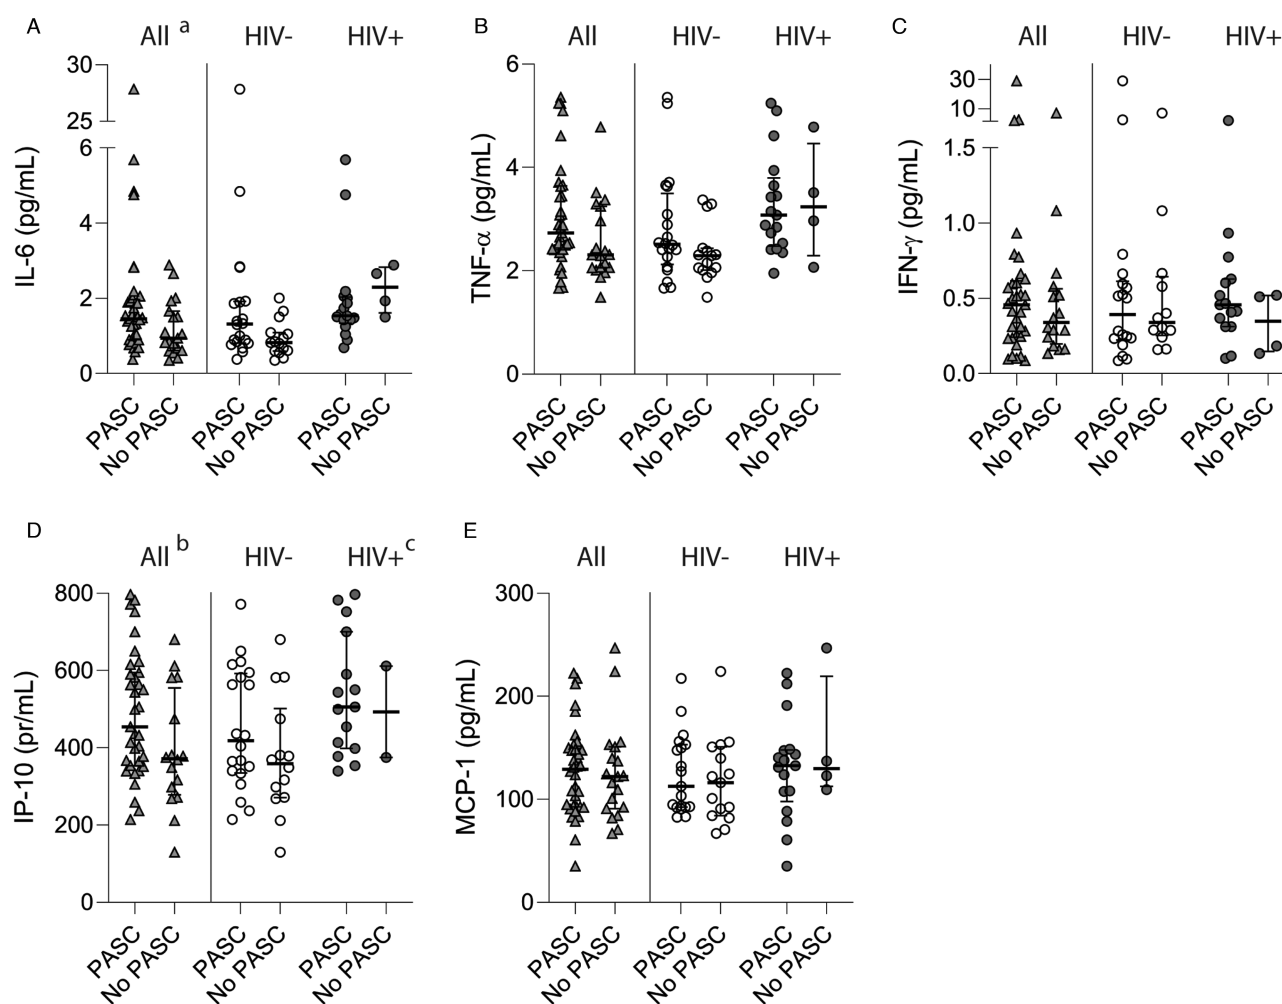 A
All a
HIV-
HIV+
IL-6 (pg/mL)
30
25
6
4
2
0
PASC
No PASC
PASC
No PASC
PASC
No PASC
B
All
HIV-
HIV+
TNF-α (pg/mL)
6
4
2
0
PASC
No PASC
PASC
No PASC
PASC
No PASC
C
All
HIV-
HIV+
IFN-γ (pg/mL)
30
10
1.5
1.0
0.5
0.0
PASC
No PASC
PASC
No PASC
PASC
No PASC
D
All b
HIV-
HIV+ c
IP-10 (pr/mL)
800
600
400
200
0
PASC
No PASC
PASC
No PASC
PASC
No PASC
E
All
HIV-
HIV+
MCP-1 (pg/mL)
300
200
100
0
PASC
No PASC
PASC
No PASC
PASC
No PASC